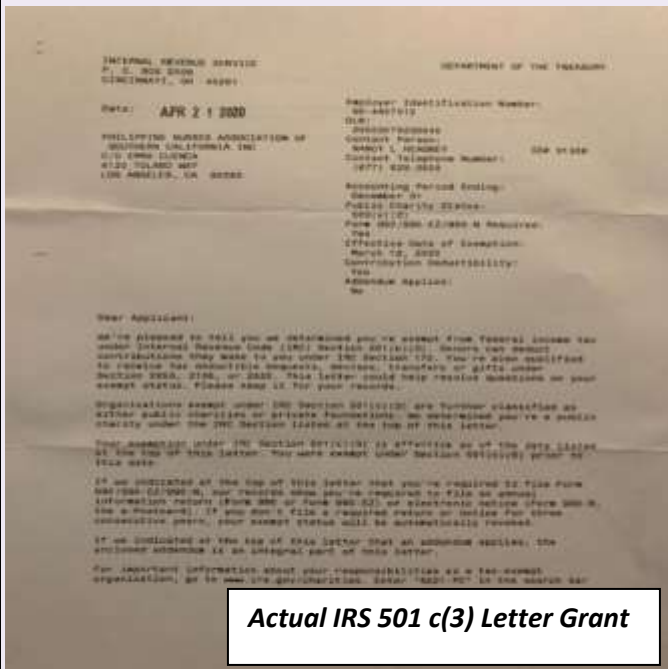 INTERNAL REVENUE SERVICE
P. O. BOX 2508
CINCINNATI, OH 45201
DEPARTMENT OF THE TREASURY
Date: APR 21 2020
PHILIPPINE NURSES ASSOCIATION OF
SOUTHERN CALIFORNIA INC
C/O EMMA CUENCA
TOLAND WAY
LOS ANGELES, CA
Employer Identification Number:
DLN:
Contact Person:
NANCY L HEAGNEY ID#
Contact Telephone Number:
(877)
Accounting Period Ending:
December 31
Public Charity Status:
Form 990/990-EZ/990-N Required:
Yes
Effective Date of Exemption:
March 2020
Contribution Deductibility:
Yes
Addendum Applies:
No
Dear Applicant:
We're pleased to tell you we determined you're exempt from federal income tax
under Internal Revenue Code (IRC) Section 501(c)(3). Donors can deduct
contributions they make to you under IRC Section 170. You're also qualified
to receive tax deductible bequests, devises, transfers or gifts under
Section 2055, 2106, or 2522. This letter could help resolve questions on your
exempt status. Please keep it for your records.
Organizations exempt under IRC Section 501(c)(3) are further classified as
either public charities or private foundations. We determined you're a public
charity under the IRC Section listed at the top of this letter.
Your exemption under IRC Section 501(c)(3) is effective as of the date listed
at the top of this letter. You were exempt under Section prior to
this date.
If we indicated at the top of this letter that you're required to file Form
990/990-EZ/990-N, our records show you're required to file an annual
information return (Form 990 or Form 990-EZ) or electronic notice (Form 990-N,
the e-Postcard). If you don't file a required return or notice for three
consecutive years, your exempt status will be automatically revoked.
If we indicated at the top of this letter that an addendum applies, the
enclosed addendum is an integral part of this letter.
For important information about your responsibilities as a tax-exempt
organization, go to www.irs.gov/charities. Enter "4221-PC" in the search bar
Actual IRS 501 c(3) Letter Grant